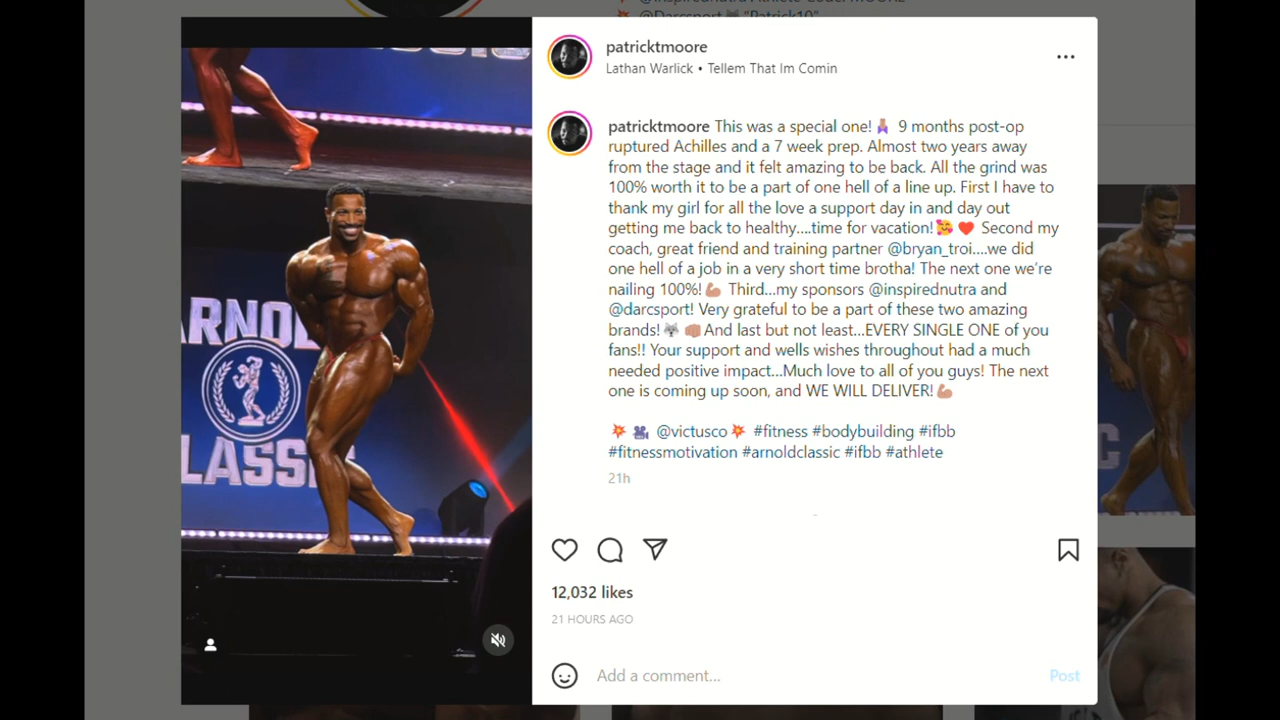 @Darcsport "Patrick10"
patricktmoore
Lathan Warlick • Tellem That Im Comin
patricktmoore This was a special one!🙏🏽 9 months post-op
ruptured Achilles and a 7 week prep. Almost two years away
from the stage and it felt amazing to be back. All the grind was
100% worth it to be a part of one hell of a line up. First I have to
thank my girl for all the love a support day in and day out
getting me back to healthy....time for vacation!🥰❤️ Second my
coach, great friend and training partner @bryan_troi....we did
one hell of a job in a very short time brotha! The next one we're
nailing 100%!💪🏽 Third...my sponsors @inspirednutra and
@darcsport! Very grateful to be a part of these two amazing
brands!🐺 👊🏽And last but not least...EVERY SINGLE ONE of you
fans!! Your support and wells wishes throughout had a much
needed positive impact...Much love to all of you guys! The next
one is coming up soon, and WE WILL DELIVER!💪🏽
💥 🎥 @victusco💥 #fitness #bodybuilding #ifbb
#fitnessmotivation #arnoldclassic #ifbb #athlete
21h
12,032 likes
21 HOURS AGO
Add a comment...
Post
ARNOL
LASSIC